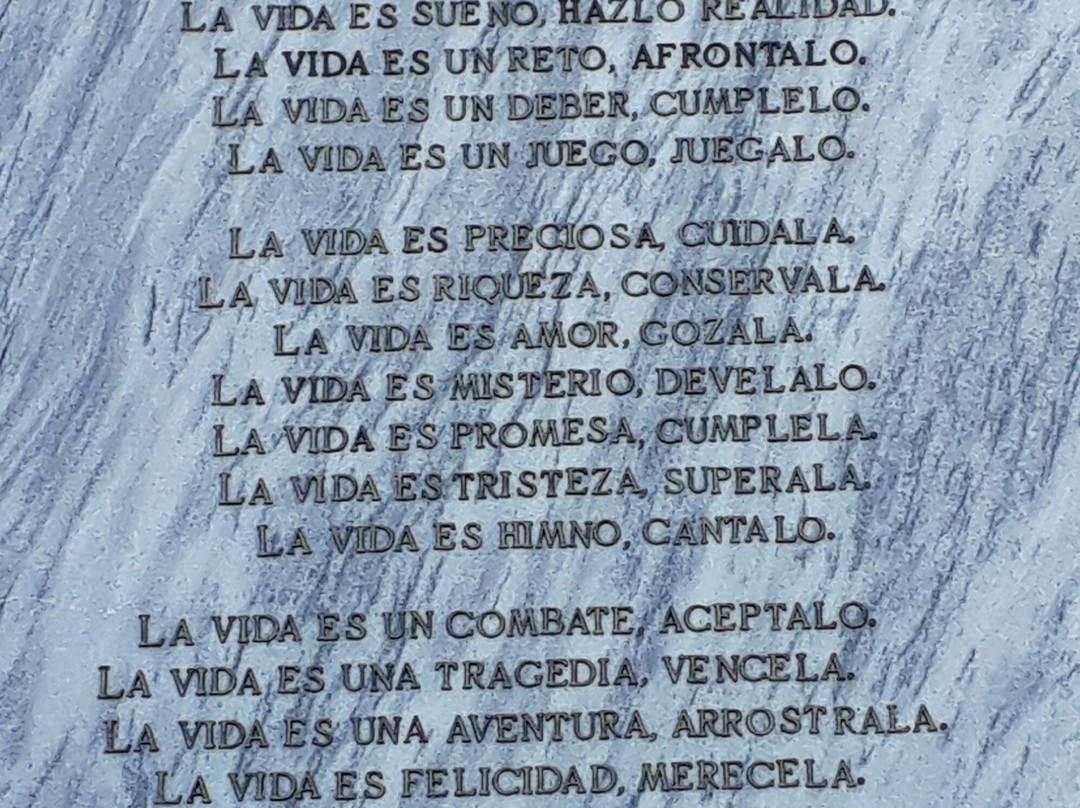 LA VIDA ES SUEÑO, HAZLO REALIDAD.
LA VIDA ES UN RETO, AFRONTALO.
LA VIDA ES UN DEBER, CUMPLELO.
LA VIDA ES UN JUEGO, JUEGALO.
LA VIDA ES PRECIOSA, CUIDALA.
LA VIDA ES RIQUEZA, CONSERVALA.
LA VIDA ES AMOR, GOZALA.
LA VIDA ES MISTERIO, DEVELALO.
LA VIDA ES PROMESA, CUMPLELA.
LA VIDA ES TRISTEZA, SUPERALA.
LA VIDA ES HIMNO, CANTALO.
LA VIDA ES UN COMBATE, ACEPTALO.
LA VIDA ES UNA TRAGEDIA, VENCELA.
LA VIDA ES UNA AVENTURA, ARROSTRALA.
LA VIDA ES FELICIDAD, MERECELA.